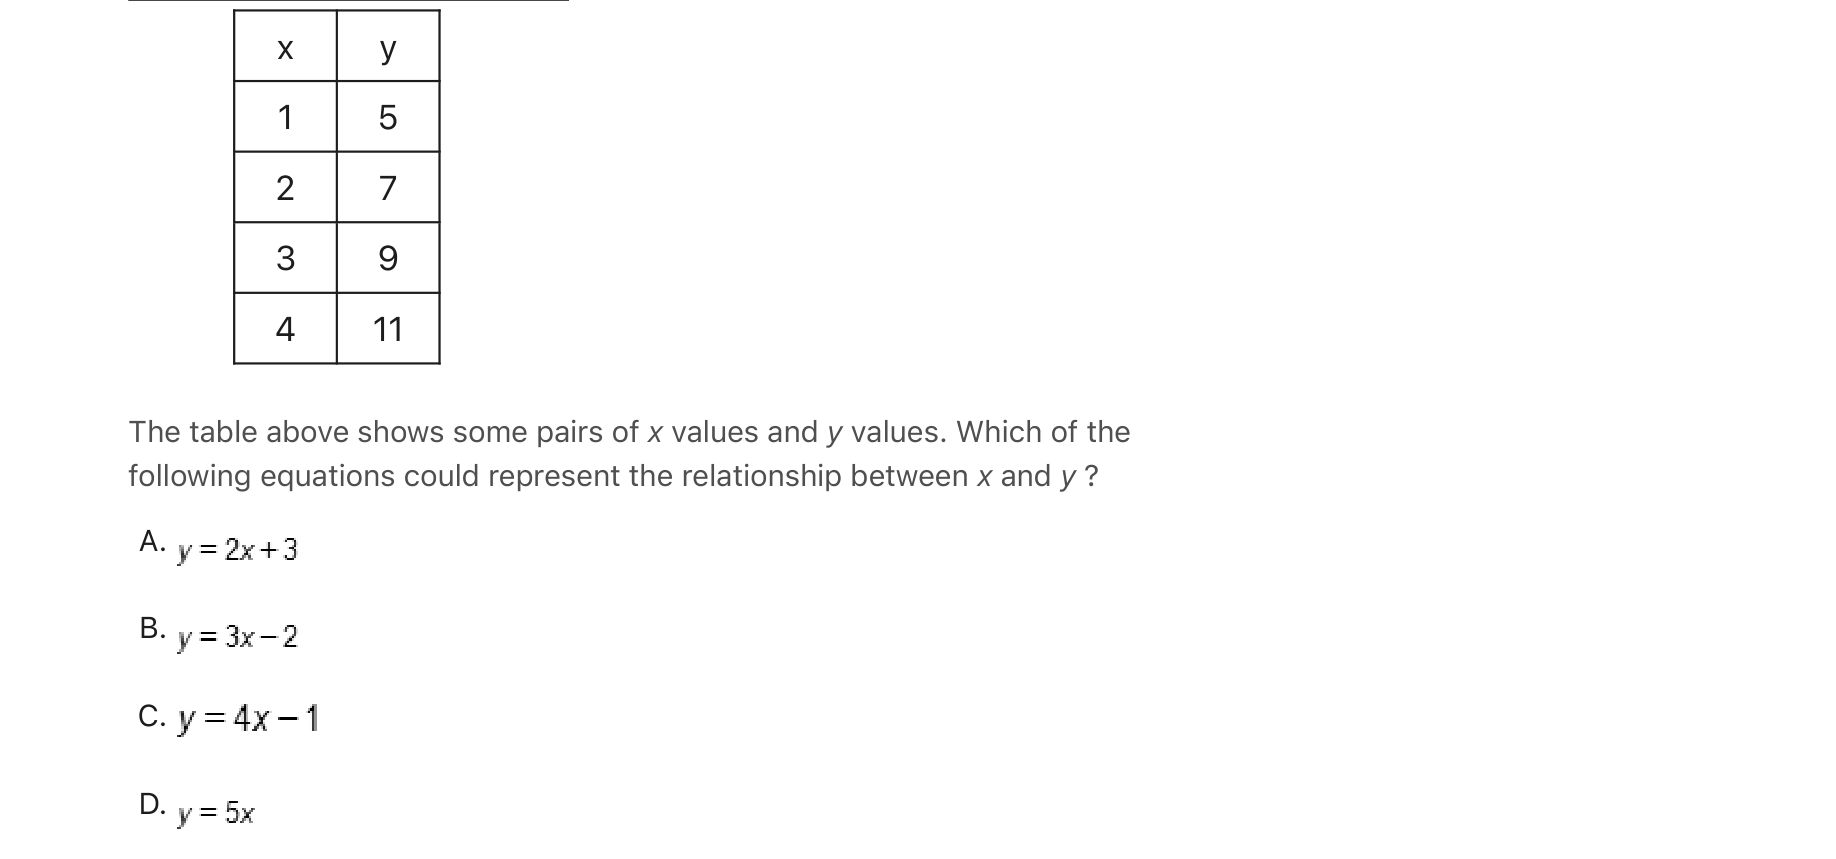 x y
1 5
2 7
3 9
4 11
The table above shows some pairs of x values and y values. Which of the
following equations could represent the relationship between x and y ?
A. y = 2x + 3
B. y = 3x − 2
C. y = 4x − 1
D. y = 5x